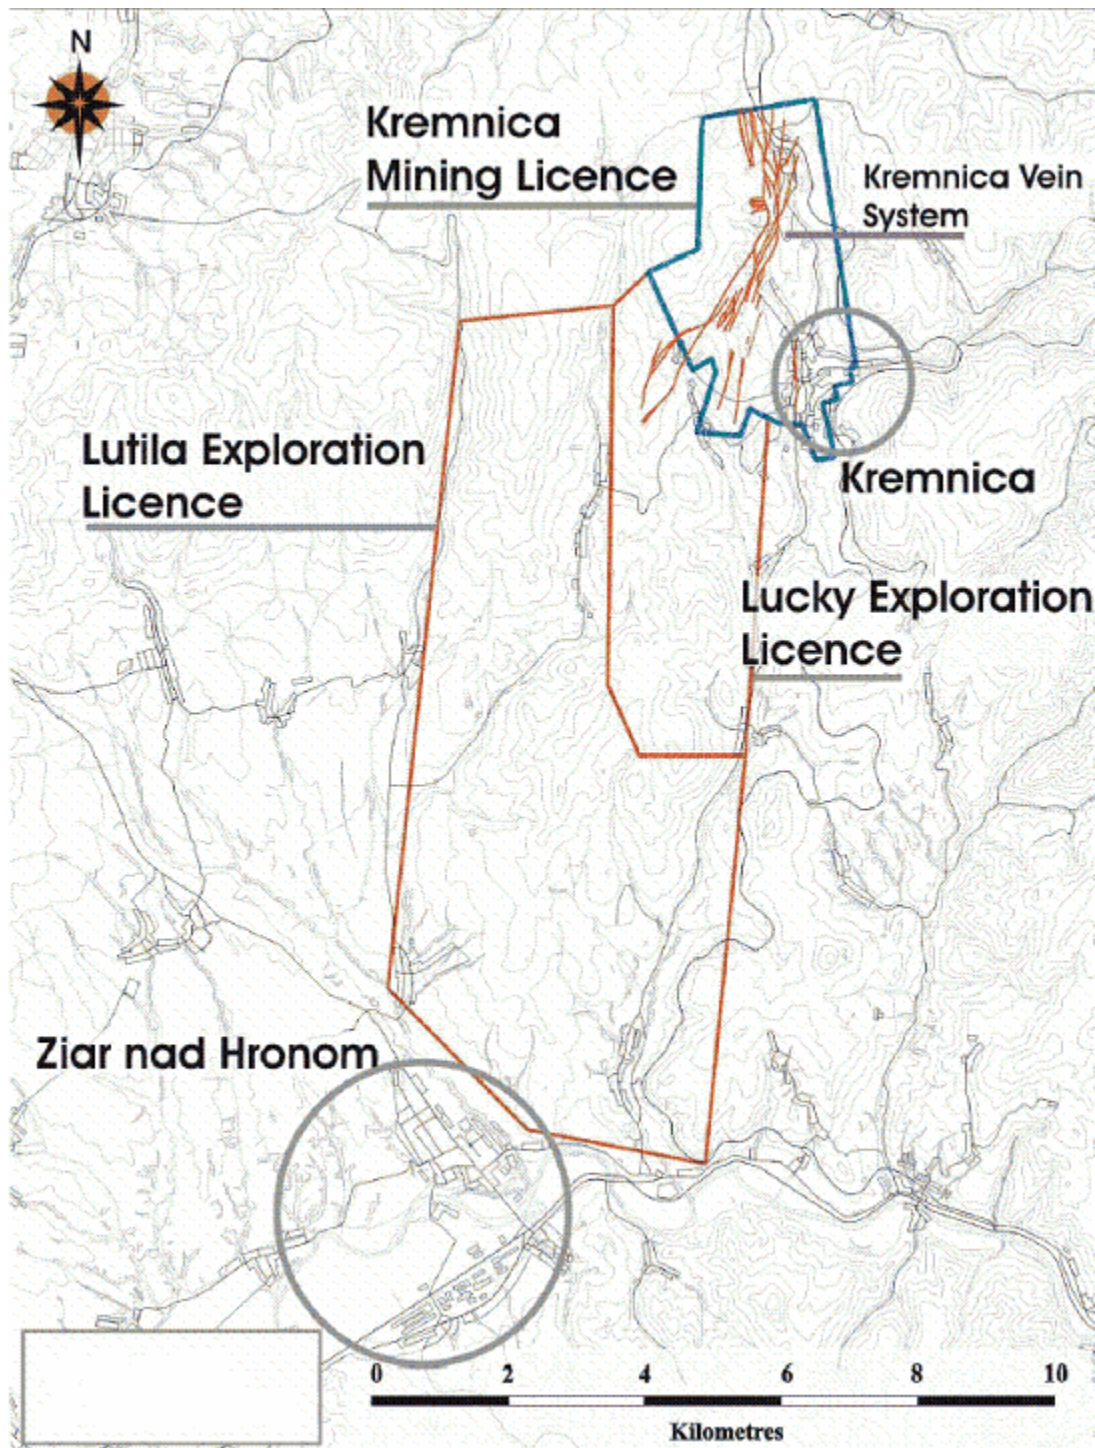 N
Kremnica
Mining Licence
Kremnica Vein
System
Lutila Exploration
Licence
Kremnica
Lucky Exploration
Licence
Ziar nad Hronom
0 2 4 6 8 10
Kilometres